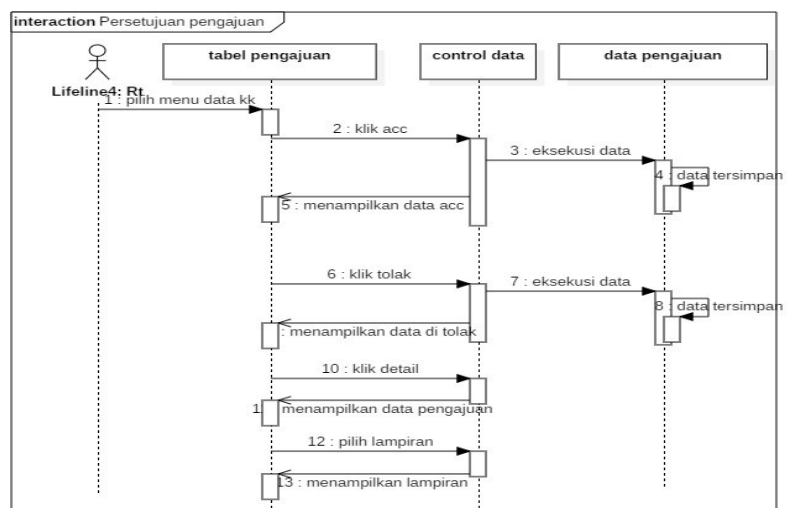 interaction Persetujuan pengajuan
tabel pengajuan
control data
data pengajuan
Lifeline4: Rt
1 : pilih menu data kk
2 : klik acc
3 : eksekusi data
4 : data tersimpan
5 : menampilkan data acc
6 : klik tolak
7 : eksekusi data
8 : data tersimpan
: menampilkan data di tolak
10 : klik detail
1 menampilkan data pengajuan
12 : pilih lampiran
13 : menampilkan lampiran